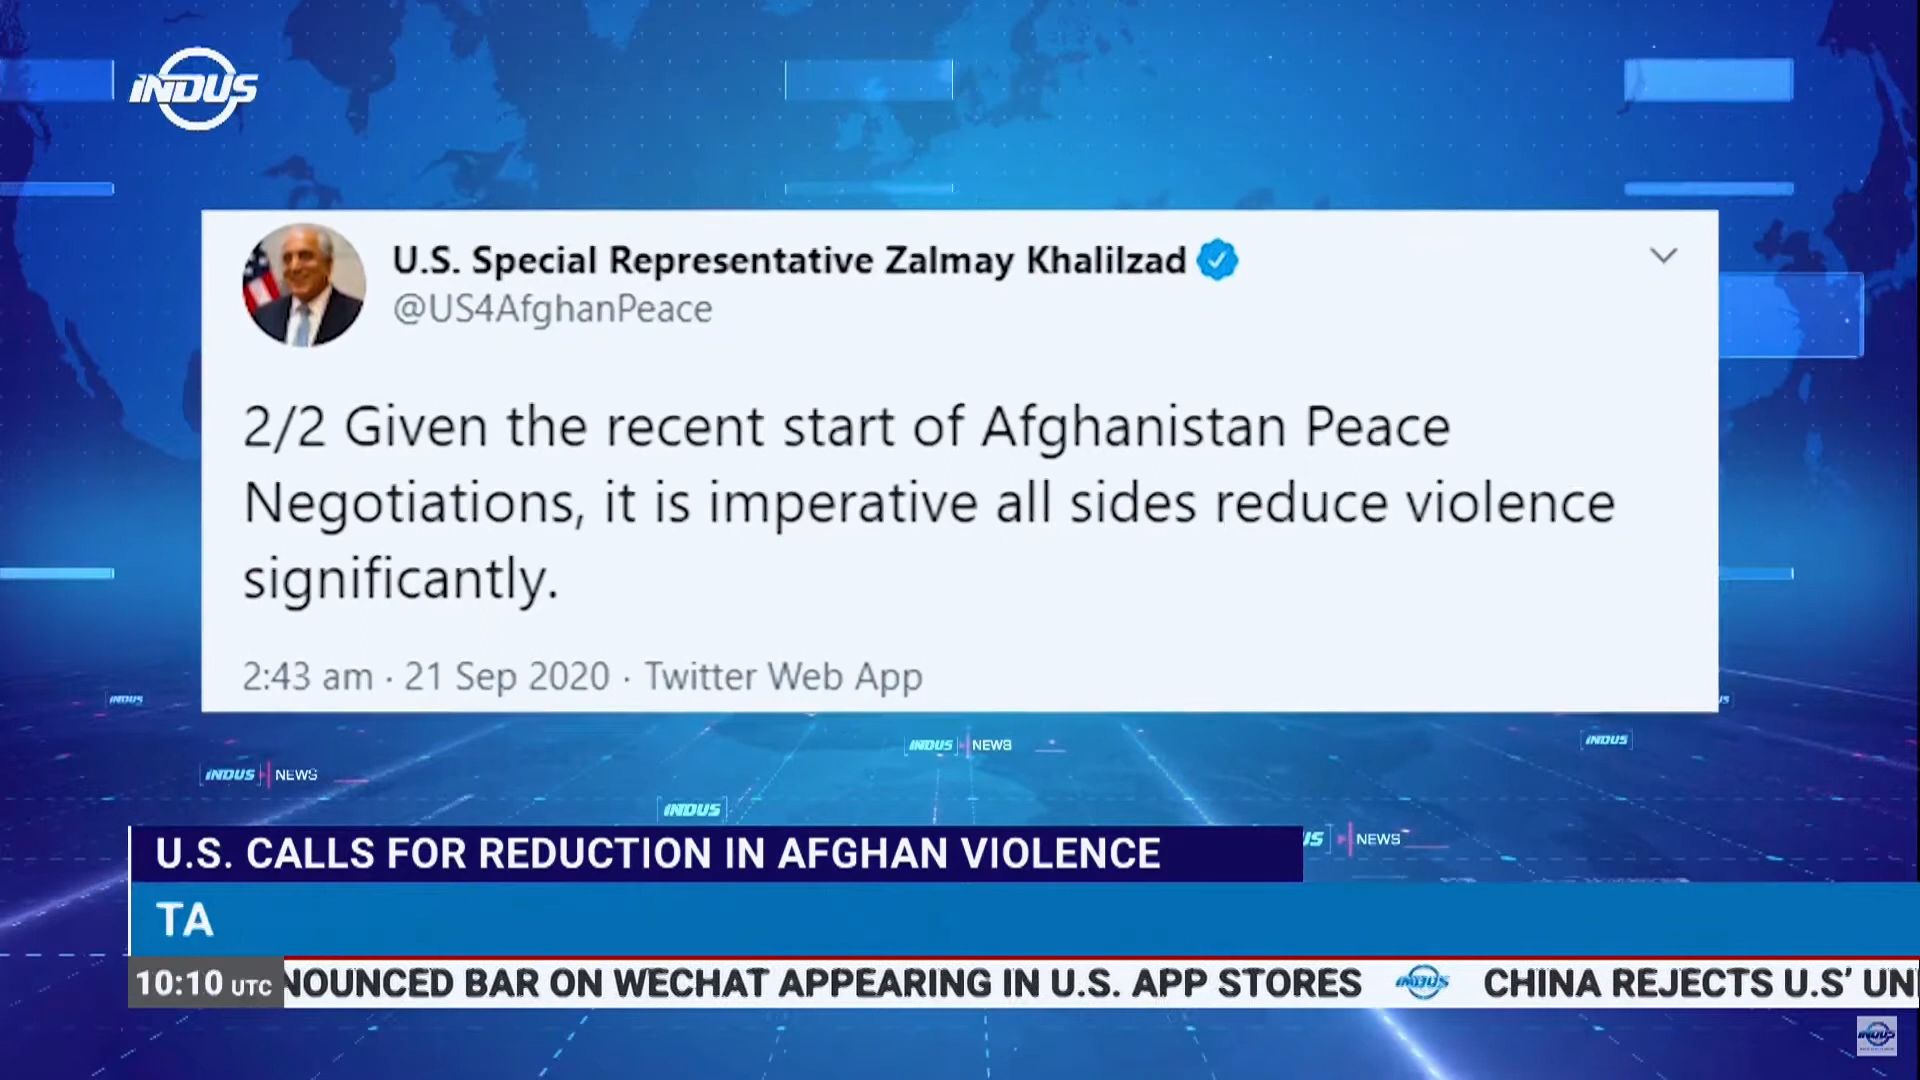 INDUS
U.S. Special Representative Zalmay Khalilzad
@US4AfghanPeace
2/2 Given the recent start of Afghanistan Peace
Negotiations, it is imperative all sides reduce violence
significantly.
2:43 am · 21 Sep 2020 · Twitter Web App
INDUS
INDUS NEWS
INDUS
INDUS NEWS
INDUS
NEWS
U.S. CALLS FOR REDUCTION IN AFGHAN VIOLENCE
TA
10:10 UTC
NOUNCED BAR ON WECHAT APPEARING IN U.S. APP STORES INDUS CHINA REJECTS U.S' UN
INDUS